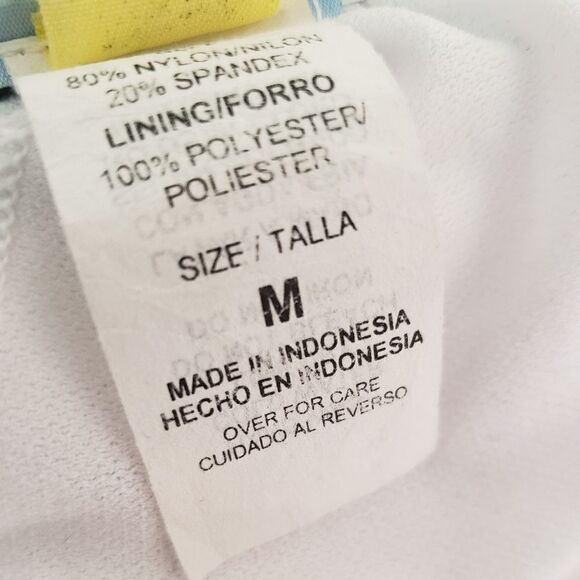 80% NYLON/NILON
20% SPANDEX
LINING/FORRO
100% POLYESTER/
POLIESTER
SIZE / TALLA
M
MADE IN INDONESIA
HECHO EN INDONESIA
OVER FOR CARE
CUIDADO AL REVERSO